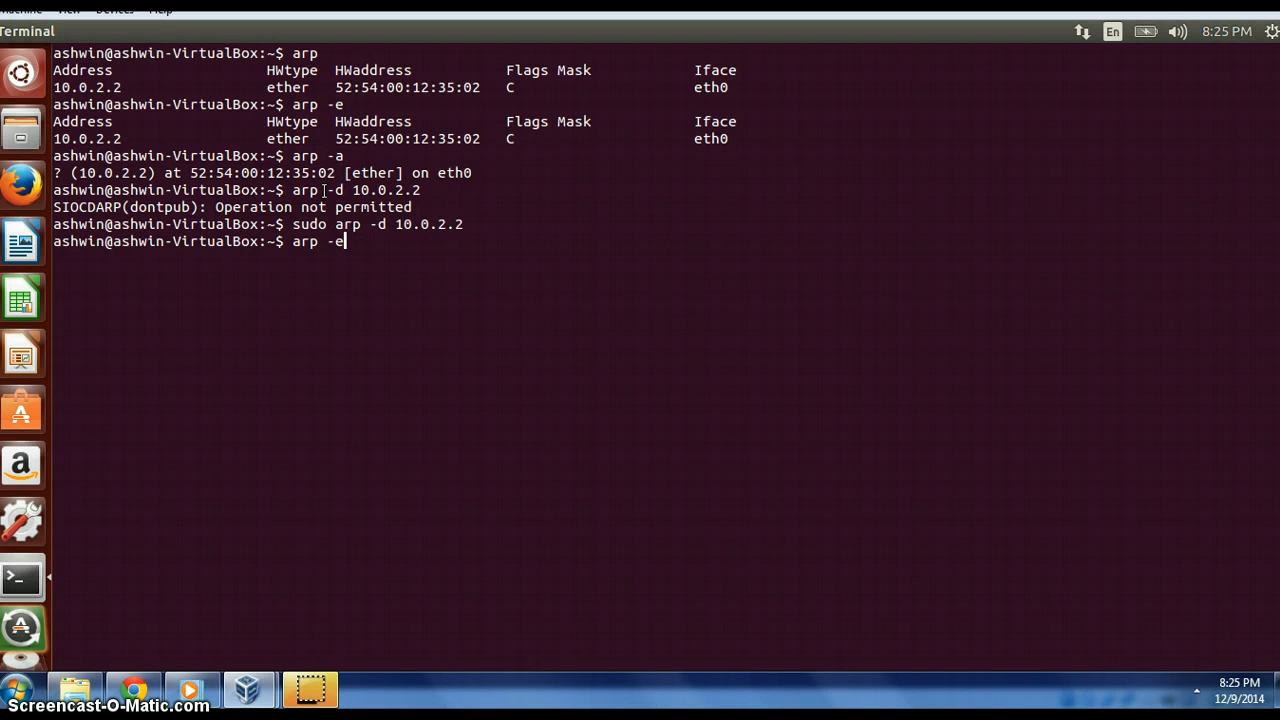 Machine View Devices Help
Terminal
En
8:25 PM
ashwin@ashwin-VirtualBox:~$ arp
Address HWtype HWaddress Flags Mask Iface
10.0.2.2 ether 52:54:00:12:35:02 C eth0
ashwin@ashwin-VirtualBox:~$ arp -e
Address HWtype HWaddress Flags Mask Iface
10.0.2.2 ether 52:54:00:12:35:02 C eth0
ashwin@ashwin-VirtualBox:~$ arp -a
? (10.0.2.2) at 52:54:00:12:35:02 [ether] on eth0
ashwin@ashwin-VirtualBox:~$ arp -d 10.0.2.2
SIOCDARP(dontpub): Operation not permitted
ashwin@ashwin-VirtualBox:~$ sudo arp -d 10.0.2.2
ashwin@ashwin-VirtualBox:~$ arp -e
8:25 PM
12/9/2014
Screencast-O-Matic.com